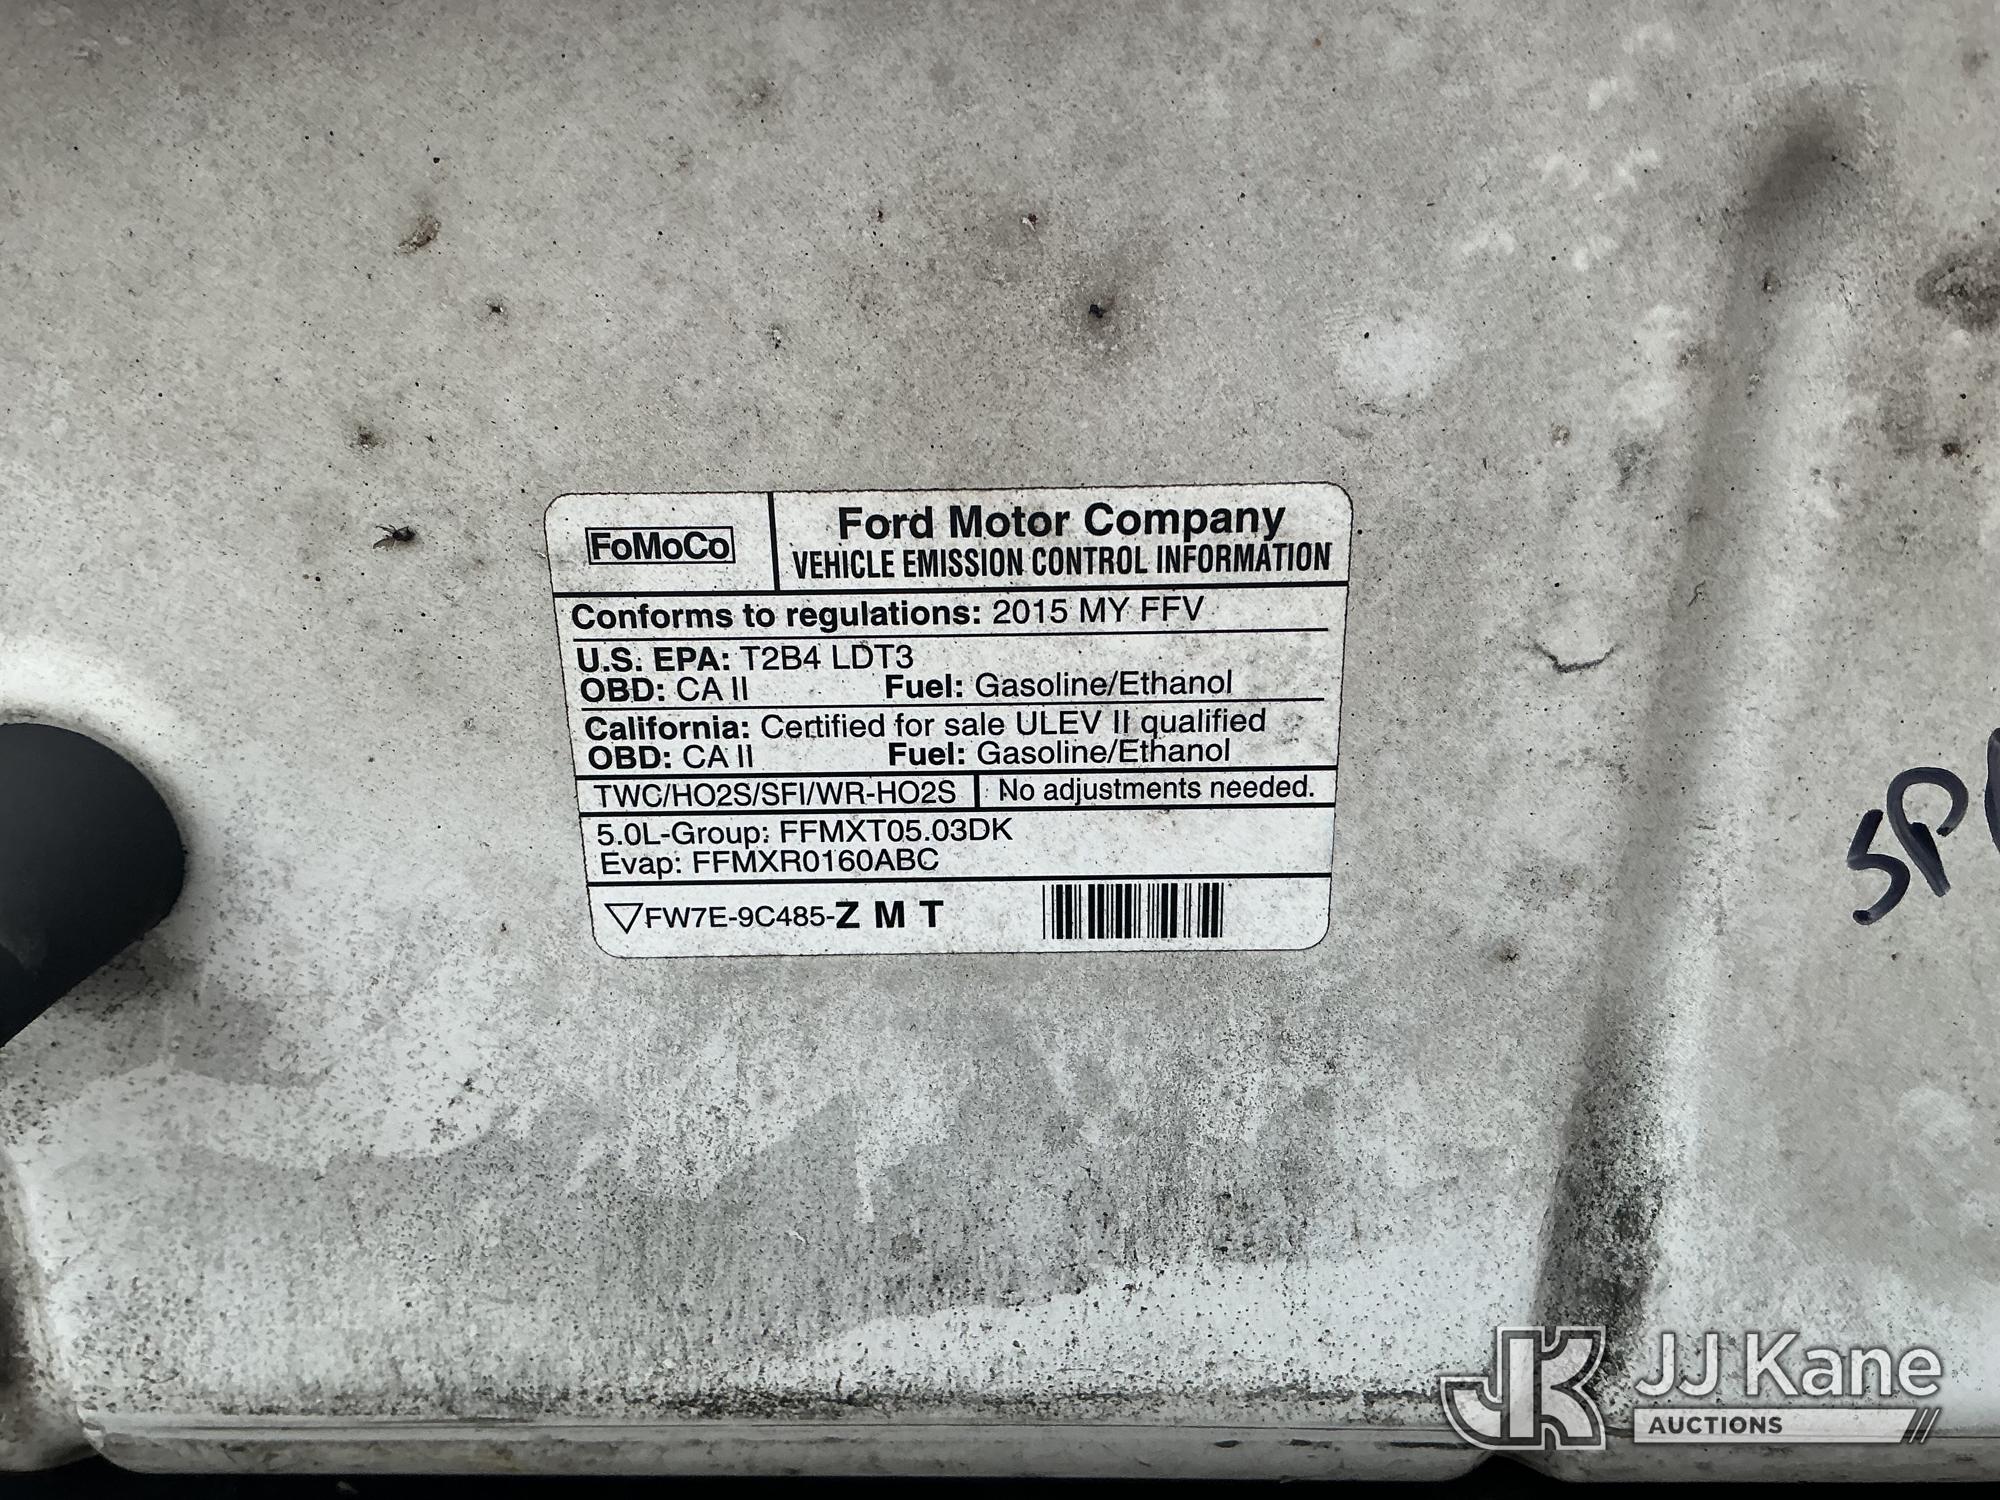 FoMoCo
Ford Motor Company
VEHICLE EMISSION CONTROL INFORMATION
Conforms to regulations: 2015 MY FFV
U.S. EPA: T2B4 LDT3
OBD: CA II Fuel: Gasoline/Ethanol
California: Certified for sale ULEV II qualified
OBD: CA II Fuel: Gasoline/Ethanol
TWC/HO2S/SFI/WR-HO2S No adjustments needed.
5.0L-Group: FFMXT05.03DK
Evap: FFMXR0160ABC
FW7E-9C485-Z M T
JK JJ Kane
AUCTIONS